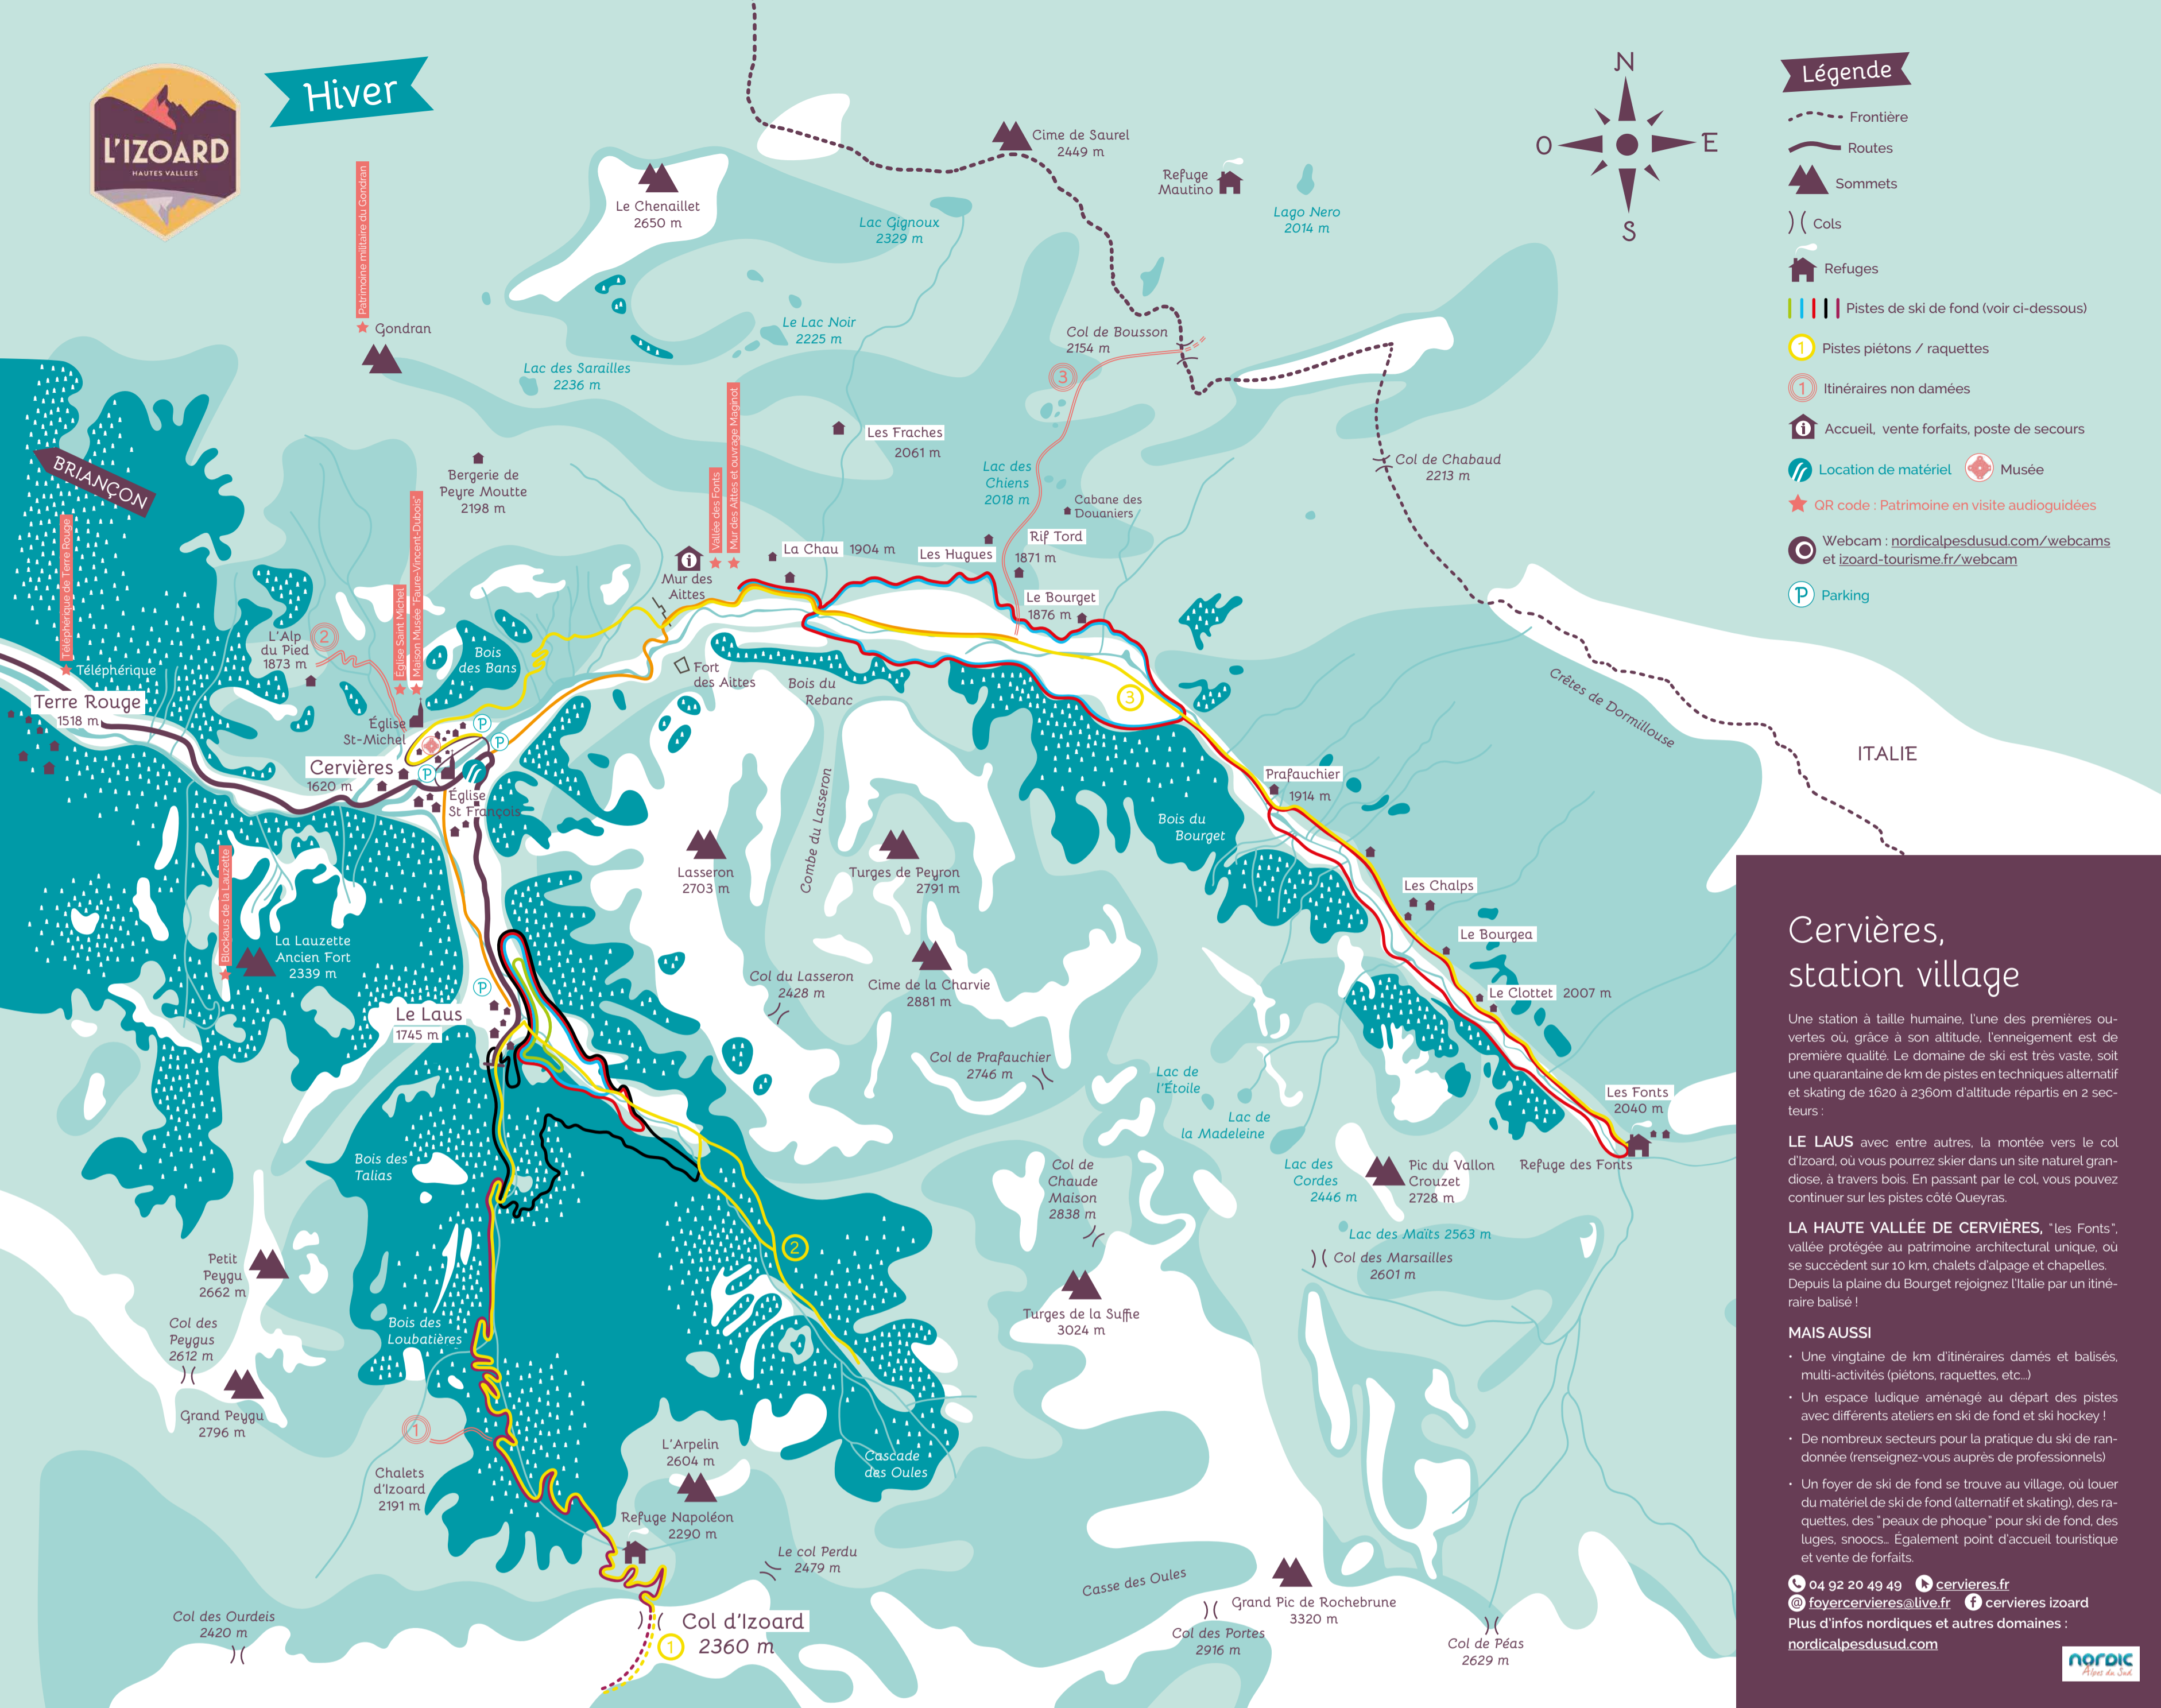 L'IZOARD
HAUTES VALLEES
Hiver
N
O
E
S
Légende
Frontière
Routes
Sommets
Cols
Refuges
Pistes de ski de fond (voir ci-dessous)
1 Pistes piétons / raquettes
1 Itinéraires non damées
Accueil, vente forfaits, poste de secours
Location de matériel
Musée
QR code : Patrimoine en visite audioguidées
Webcam : nordicalpesdusud.com/webcams
et izoard-tourisme.fr/webcam
P Parking
Cime de Saurel
2449 m
Refuge
Mautino
Lago Nero
2014 m
Le Chenaillet
2650 m
Lac Gignoux
2329 m
Patrimoine militaire du Gondran
Gondran
Le Lac Noir
2225 m
Lac des Sarailles
2236 m
Col de Bousson
2154 m
3
Les Fraches
2061 m
Col de Chabaud
2213 m
BRIANÇON
Bergerie de
Peyre Moutte
2198 m
Lac des
Chiens
2018 m
Cabane des
Douaniers
Vallée des Fonts
Mur des Aittes et ouvrage Maginot
Mur des
Aittes
La Chau 1904 m
Les Hugues
Rif Tord
1871 m
Le Bourget
1876 m
Téléphérique de Terre Rouge
Téléphérique
Terre Rouge
1518 m
L'Alp
du Pied
1873 m
2
Église Saint Michel
Maison Musée "Faure-Vincent-Dubois"
Bois
des Bans
Fort
des Aittes
Bois du
Rebanc
3
Crêtes de Dormillouse
ITALIE
Église
St-Michel
P
P
P
Cervières
1620 m
Église
St François
Prafauchier
1914 m
Bois du
Bourget
Combe du Lasseron
Lasseron
2703 m
Turges de Peyron
2791 m
Les Chalps
Le Bourgea
Blockaus de la Lauzette
La Lauzette
Ancien Fort
2339 m
Col du Lasseron
2428 m
Cime de la Charvie
2881 m
Le Clottet 2007 m
P
Le Laus
1745 m
Col de Prafauchier
2746 m
Lac de
l'Étoile
Lac de
la Madeleine
Les Fonts
2040 m
Refuge des Fonts
Bois des
Talias
Col de
Chaude
Maison
2838 m
Lac des
Cordes
2446 m
Pic du Vallon
Crouzet
2728 m
Lac des Maïts 2563 m
Col des Marsailles
2601 m
2
Petit
Peygu
2662 m
Turges de la Suffie
3024 m
Col des
Peygus
2612 m
Bois des
Loubatières
Grand Peygu
2796 m
1
Chalets
d'Izoard
2191 m
L'Arpelin
2604 m
Cascade
des Oules
Refuge Napoléon
2290 m
Le col Perdu
2479 m
Casse des Oules
Grand Pic de Rochebrune
3320 m
Col des Ourdeis
2420 m
Col d'Izoard
2360 m
1
Col des Portes
2916 m
Col de Péas
2629 m
Cervières,
station village
Une station à taille humaine, l'une des premières ou-
vertes où, grâce à son altitude, l'enneigement est de
première qualité. Le domaine de ski est très vaste, soit
une quarantaine de km de pistes en techniques alternatif
et skating de 1620 à 2360m d'altitude répartis en 2 sec-
teurs :
LE LAUS avec entre autres, la montée vers le col
d'Izoard, où vous pourrez skier dans un site naturel gran-
diose, à travers bois. En passant par le col, vous pouvez
continuer sur les pistes côté Queyras.
LA HAUTE VALLÉE DE CERVIÈRES, "les Fonts",
vallée protégée au patrimoine architectural unique, où
se succèdent sur 10 km, chalets d'alpage et chapelles.
Depuis la plaine du Bourget rejoignez l'Italie par un itiné-
raire balisé !
MAIS AUSSI
• Une vingtaine de km d'itinéraires damés et balisés,
multi-activités (piétons, raquettes, etc...)
• Un espace ludique aménagé au départ des pistes
avec différents ateliers en ski de fond et ski hockey !
• De nombreux secteurs pour la pratique du ski de ran-
donnée (renseignez-vous auprès de professionnels)
• Un foyer de ski de fond se trouve au village, où louer
du matériel de ski de fond (alternatif et skating), des ra-
quettes, des "peaux de phoque" pour ski de fond, des
luges, snoocs... Également point d'accueil touristique
et vente de forfaits.
04 92 20 49 49 cervieres.fr
@ foyercervieres@live.fr f cervieres izoard
Plus d'infos nordiques et autres domaines :
nordicalpesdusud.com
NORDIC
Alpes du Sud